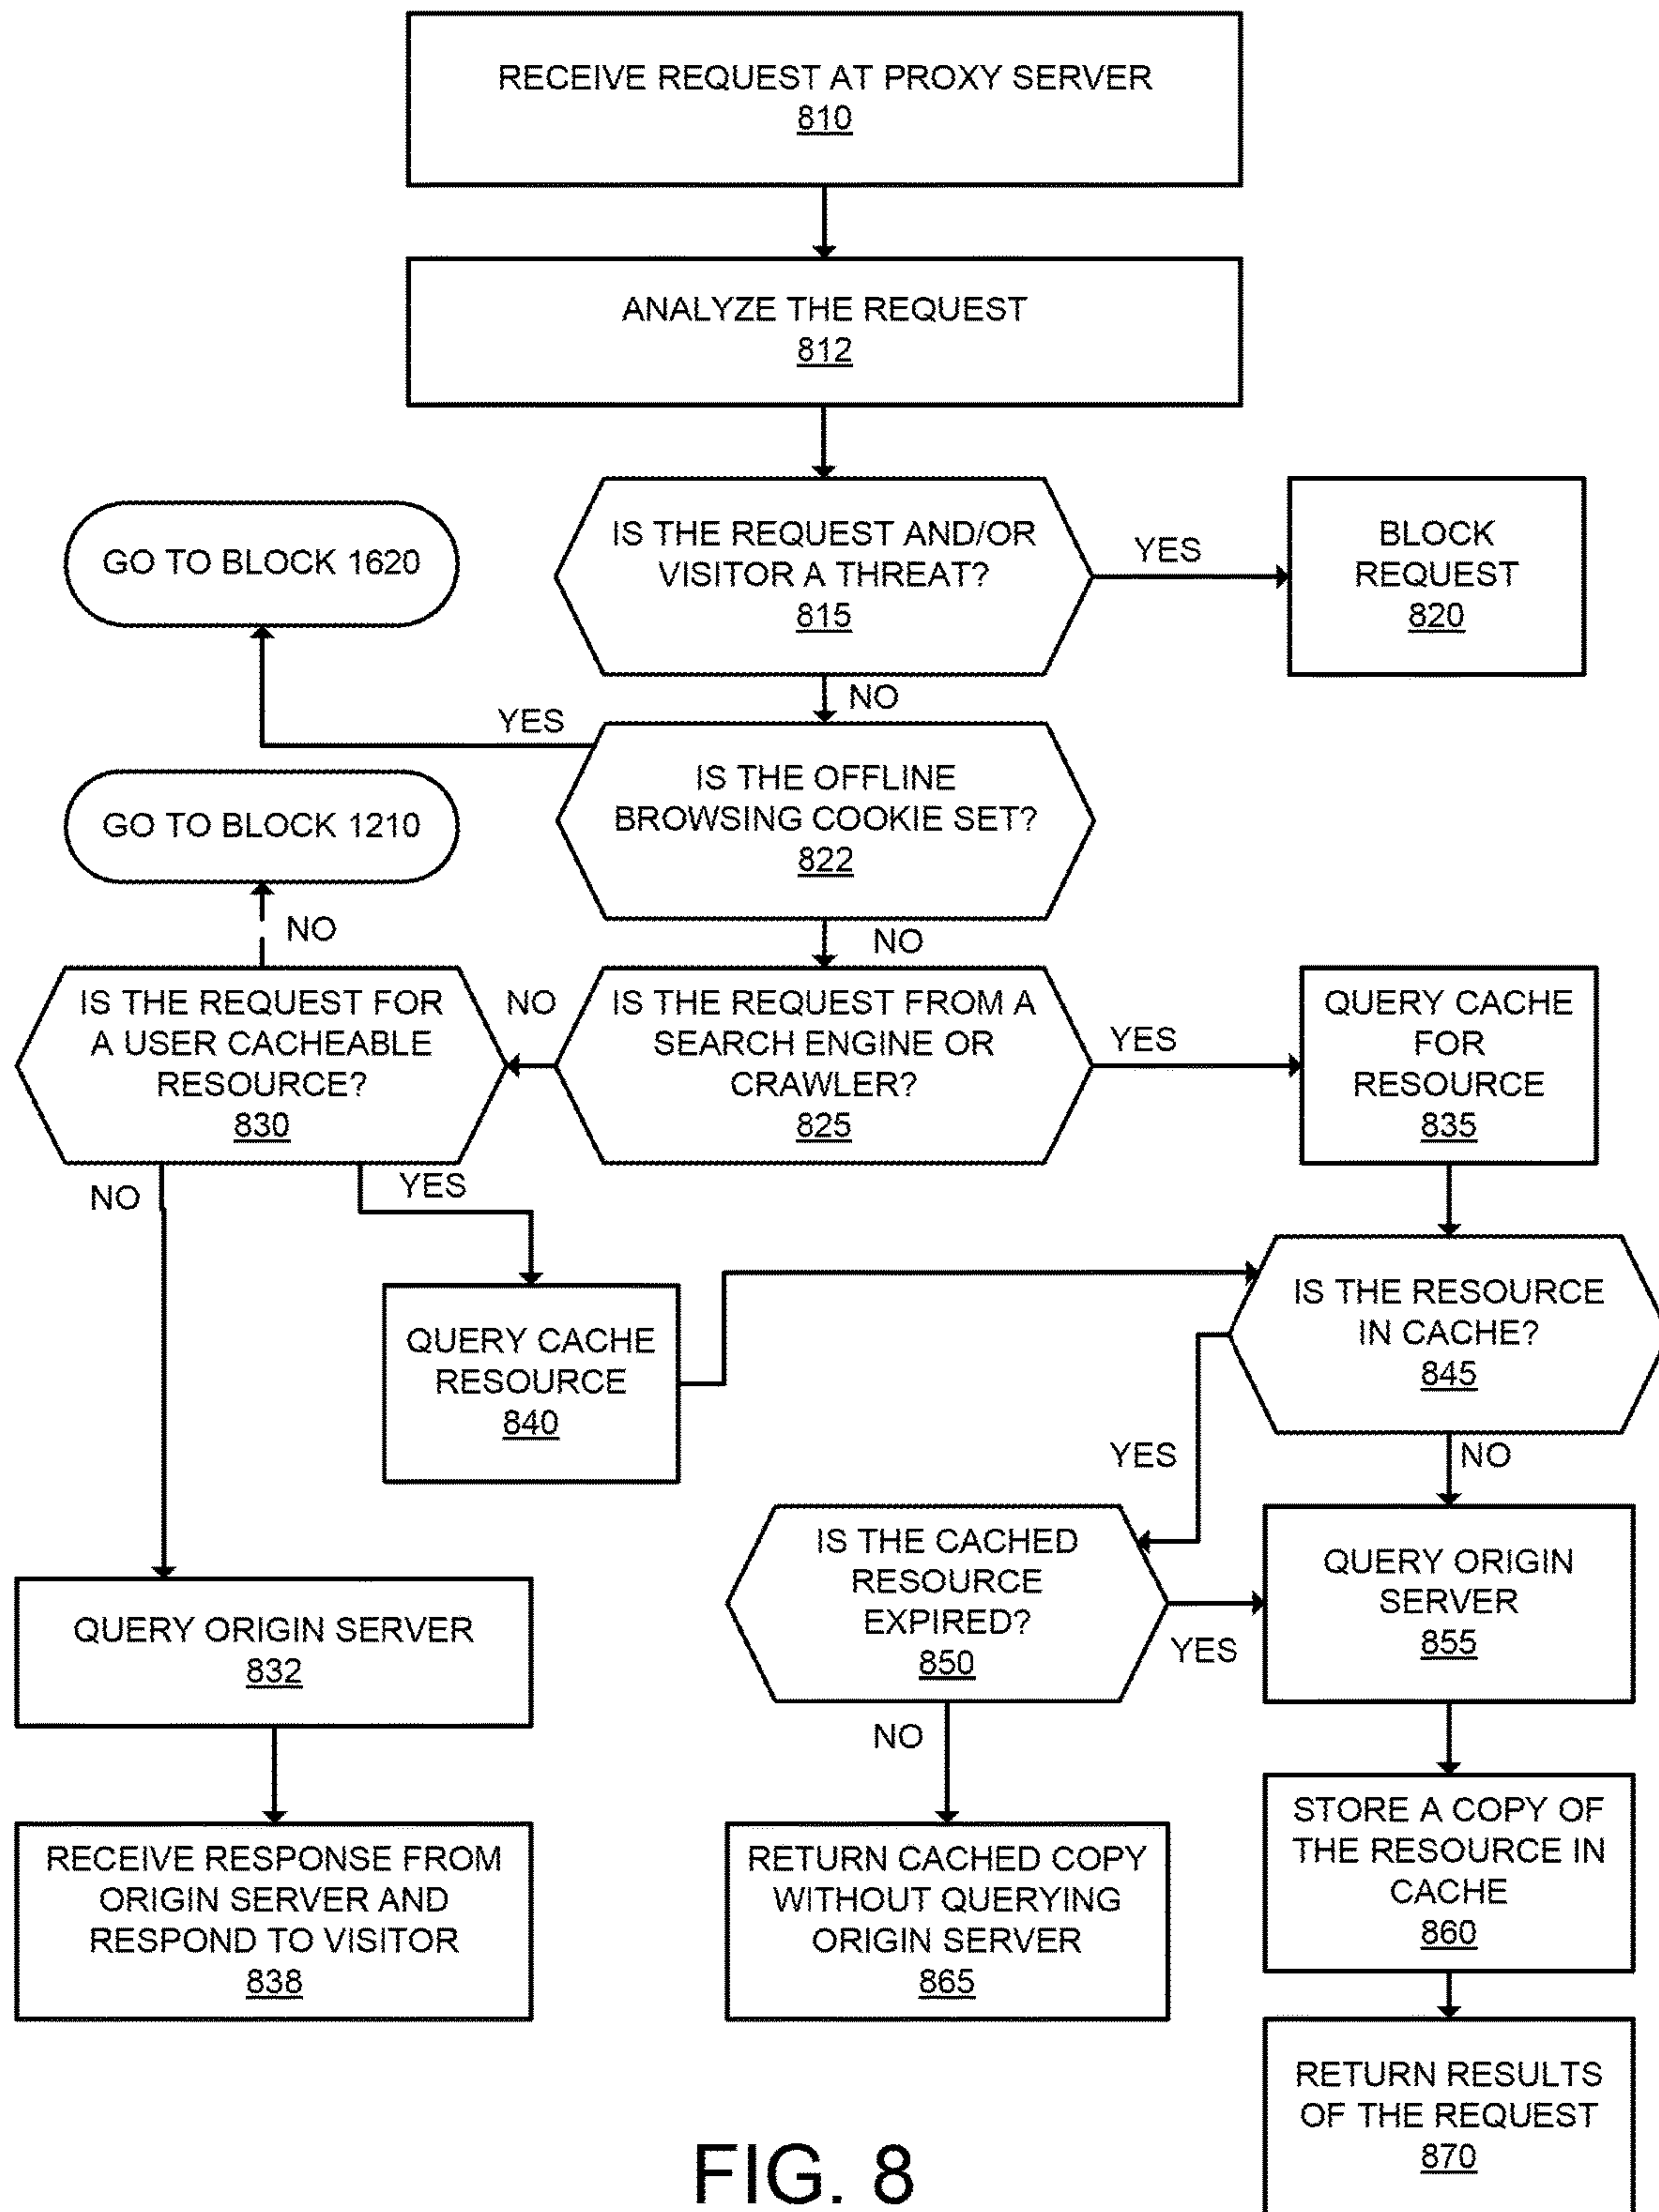 RECEIVE REQUEST AT PROXY SERVER
810
ANALYZE THE REQUEST
812
IS THE REQUEST AND/OR
VISITOR A THREAT?
815
YES
BLOCK
REQUEST
820
GO TO BLOCK 1620
NO
YES
IS THE OFFLINE
BROWSING COOKIE SET?
822
GO TO BLOCK 1210
NO
NO
IS THE REQUEST FOR
A USER CACHEABLE
RESOURCE?
830
NO
IS THE REQUEST FROM A
SEARCH ENGINE OR
CRAWLER?
825
YES
QUERY CACHE
FOR
RESOURCE
835
NO
YES
QUERY CACHE
RESOURCE
840
IS THE RESOURCE
IN CACHE?
845
YES
NO
IS THE CACHED
RESOURCE
EXPIRED?
850
YES
QUERY ORIGIN
SERVER
855
QUERY ORIGIN SERVER
832
NO
RECEIVE RESPONSE FROM
ORIGIN SERVER AND
RESPOND TO VISITOR
838
RETURN CACHED COPY
WITHOUT QUERYING
ORIGIN SERVER
865
STORE A COPY OF
THE RESOURCE IN
CACHE
860
RETURN RESULTS
OF THE REQUEST
870
FIG. 8